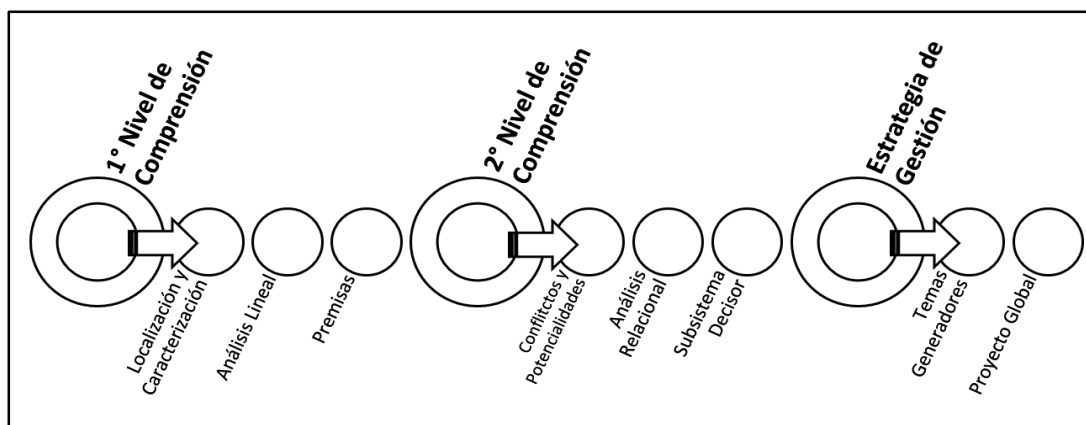 1° Nivel de
Comprensión
Localización y
Caracterización
Análisis Lineal
Premisas
2° Nivel de
Comprensión
Conflitctos y
Potencialidades
Análisis
Relacional
Subsistema
Decisor
Estrategia de
Gestión
Temas
Generadores
Proyecto Global